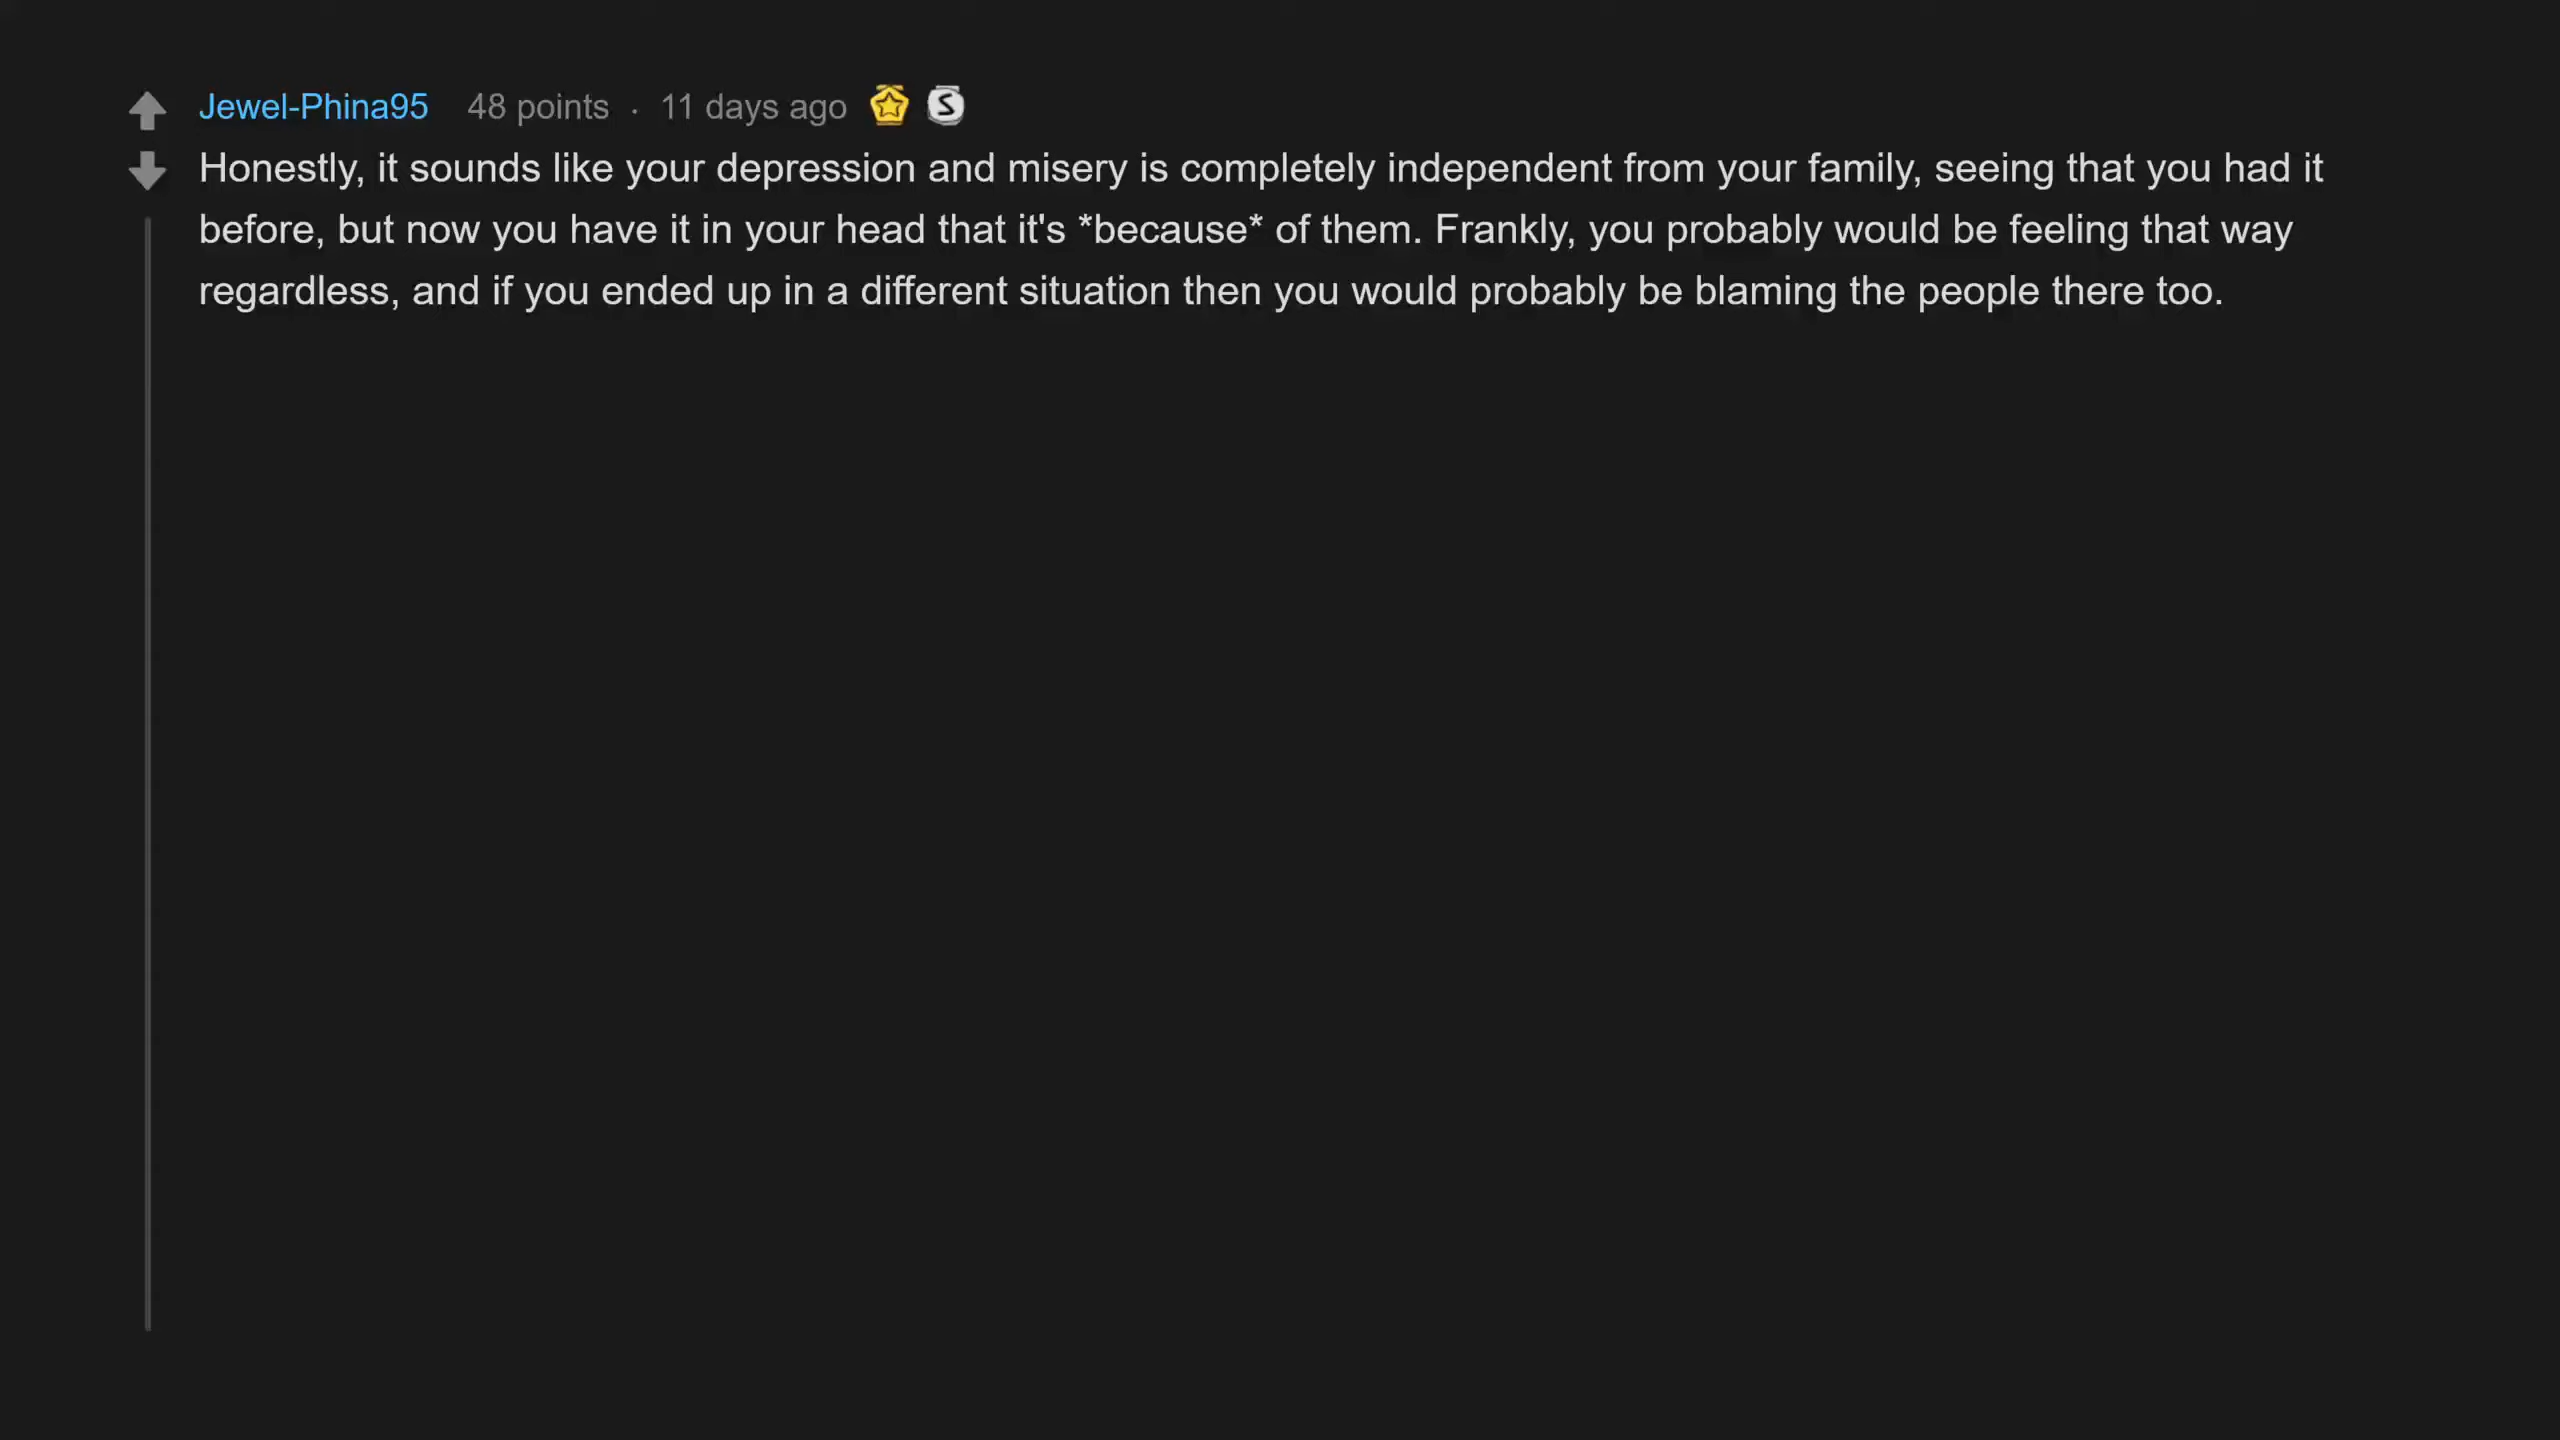 Jewel-Phina95 48 points . 11 days ago S
Honestly, it sounds like your depression and misery is completely independent from your family, seeing that you had it
before, but now you have it in your head that it's *because* of them. Frankly, you probably would be feeling that way
regardless, and if you ended up in a different situation then you would probably be blaming the people there too.